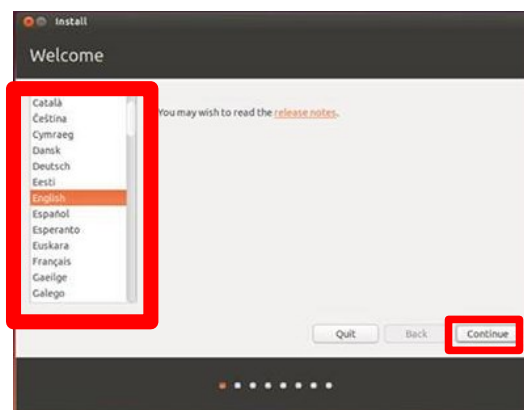 Install
Welcome
Català
Čeština
Cymraeg
Dansk
Deutsch
Eesti
English
Español
Esperanto
Euskara
Français
Gaeilge
Galego
You may wish to read the release notes.
Quit
Back
Continue